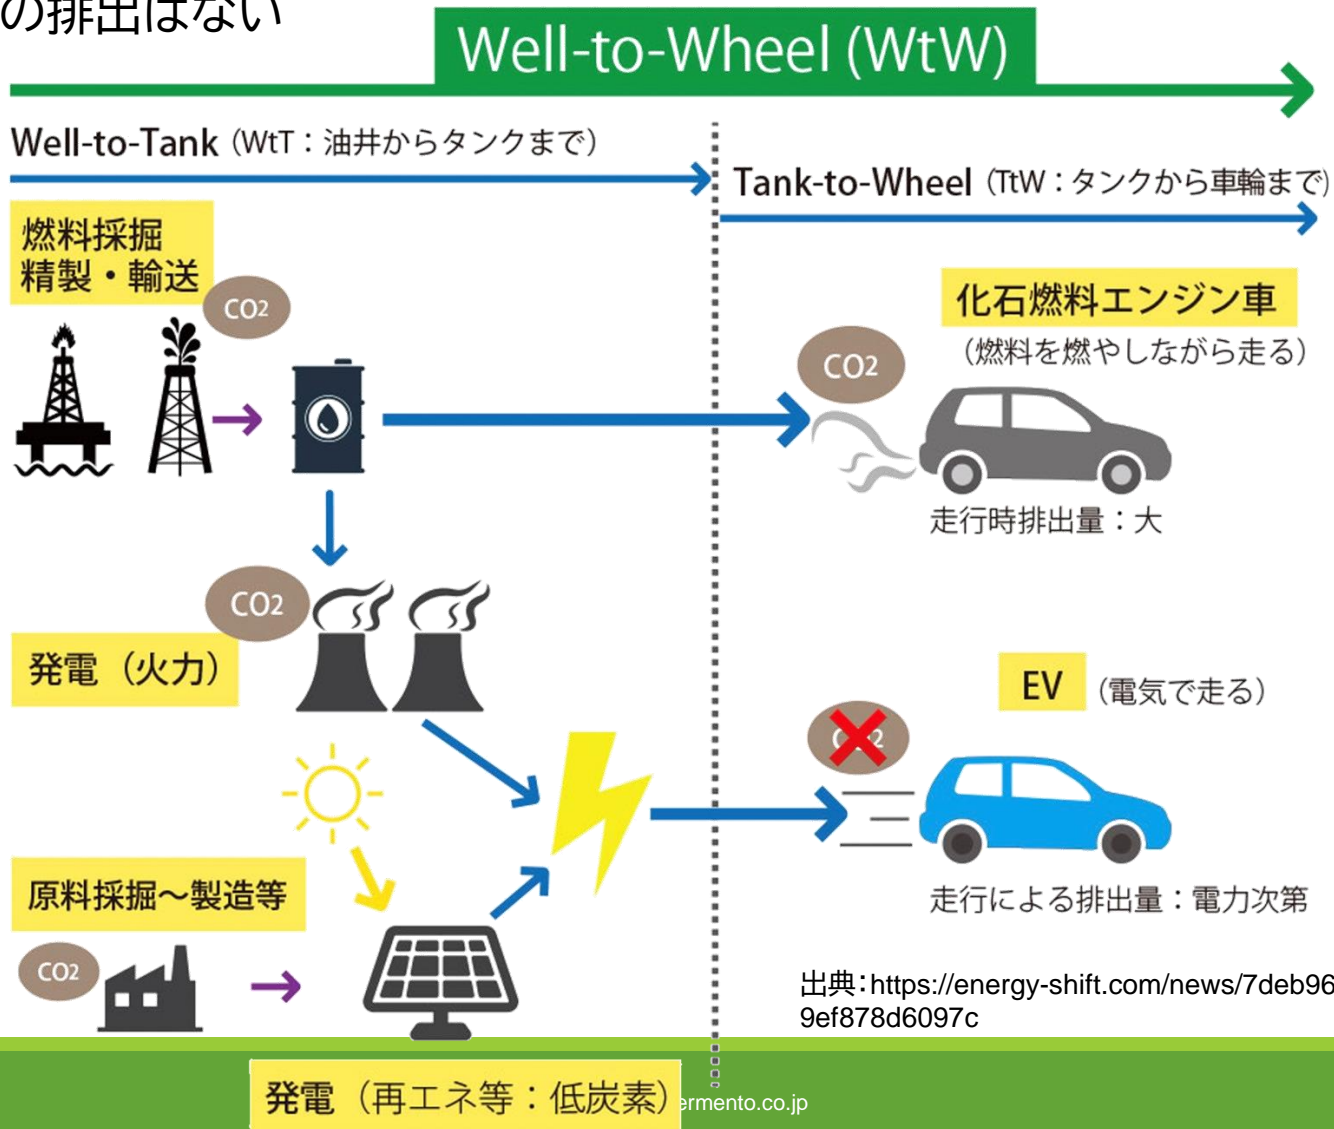 の排出はない
Well-to-Wheel (WtW)
Well-to-Tank (WtT：油井からタンクまで)
Tank-to-Wheel (TtW：タンクから車輪まで)
燃料採掘
精製・輸送
CO2
化石燃料エンジン車
(燃料を燃やしながら走る)
CO2
走行時排出量：大
CO2
発電（火力）
EV (電気で走る)
CO2
走行による排出量：電力次第
原料採掘～製造等
CO2
出典：https://energy-shift.com/news/7deb96
9ef878d6097c
発電（再エネ等：低炭素）
ermento.co.jp